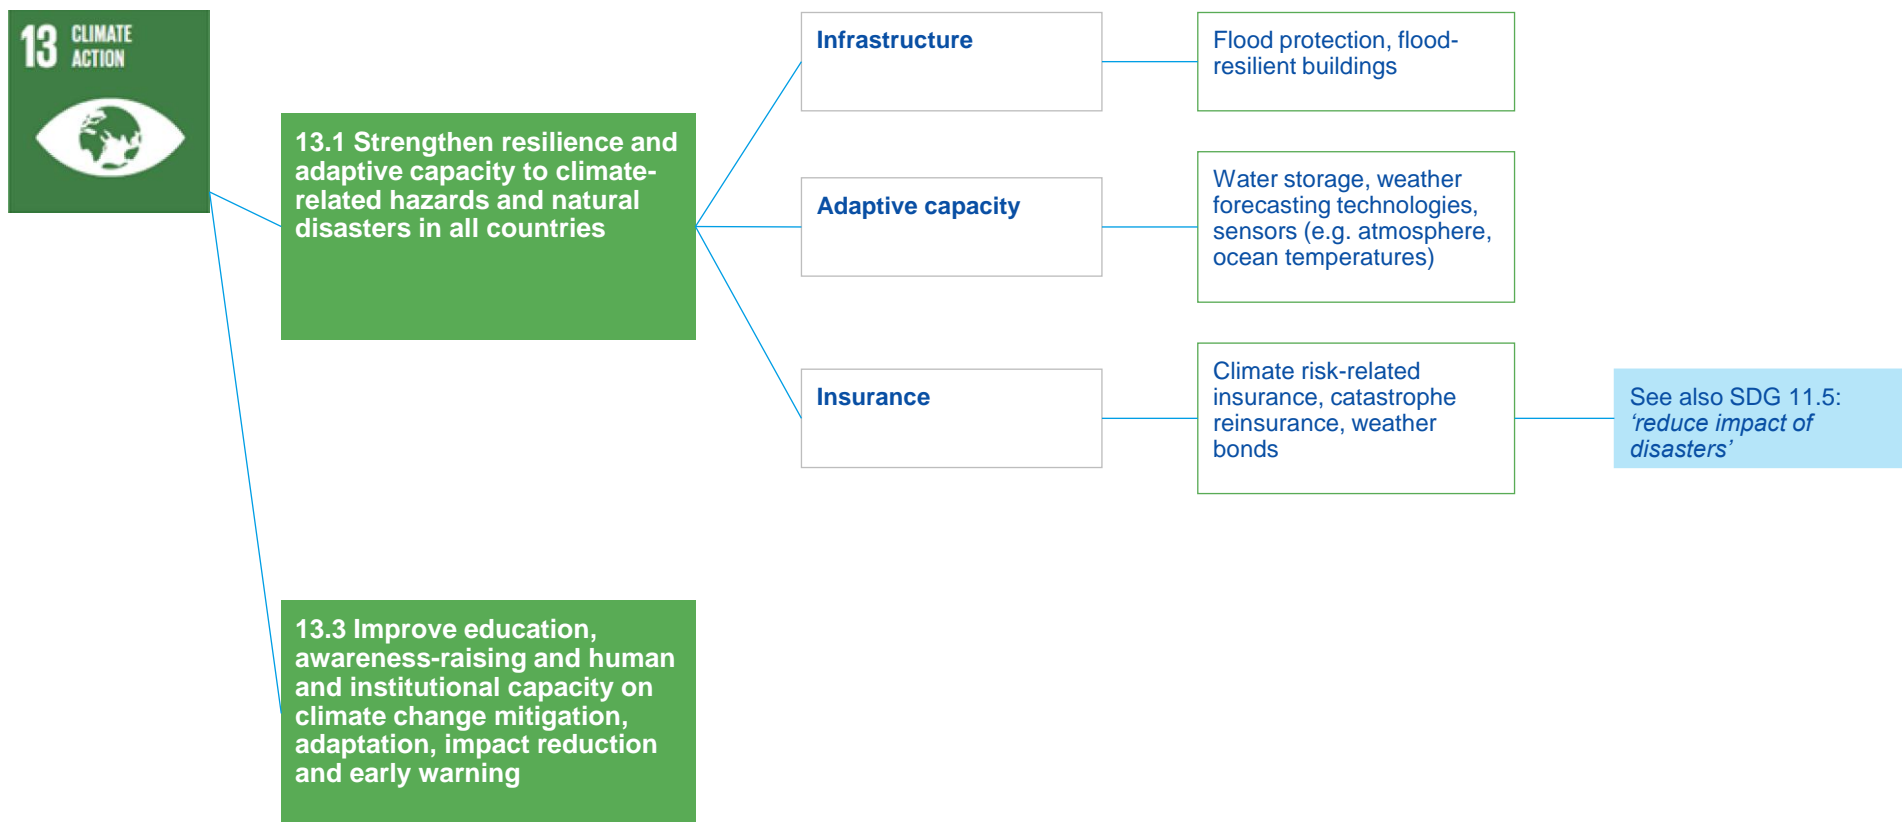 13 CLIMATE
ACTION
13.1 Strengthen resilience and
adaptive capacity to climate-
related hazards and natural
disasters in all countries
Infrastructure
Flood protection, flood-
resilient buildings
Adaptive capacity
Water storage, weather
forecasting technologies,
sensors (e.g. atmosphere,
ocean temperatures)
Insurance
Climate risk-related
insurance, catastrophe
reinsurance, weather
bonds
See also SDG 11.5:
‘reduce impact of
disasters’
13.3 Improve education,
awareness-raising and human
and institutional capacity on
climate change mitigation,
adaptation, impact reduction
and early warning